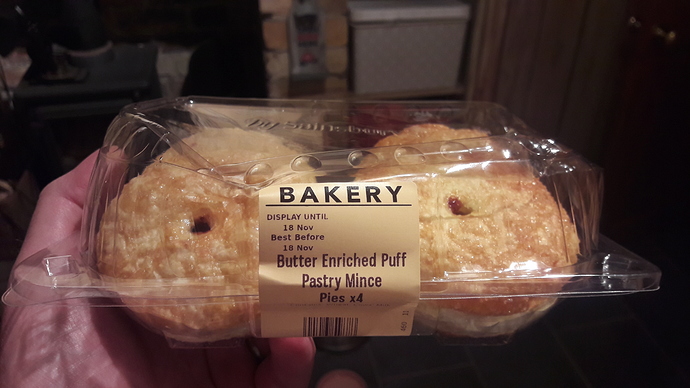 BAKERY
DISPLAY UNTIL
18 Nov
Best Before
18 Nov
Butter Enriched Puff
Pastry Mince
Pies x4